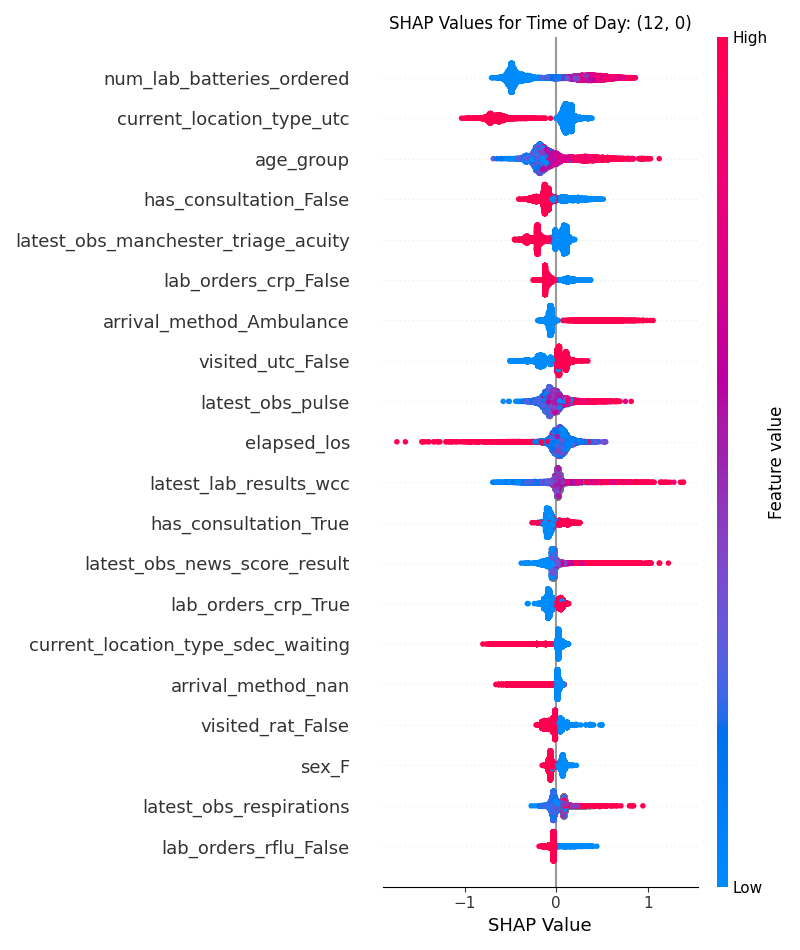 SHAP Values for Time of Day: (12, 0)
High
num_lab_batteries_ordered
current_location_type_utc
age_group
has_consultation_False
latest_obs_manchester_triage_acuity
lab_orders_crp_False
arrival_method_Ambulance
visited_utc_False
latest_obs_pulse
elapsed_los
latest_lab_results_wcc
has_consultation_True
latest_obs_news_score_result
lab_orders_crp_True
current_location_type_sdec_waiting
arrival_method_nan
visited_rat_False
sex_F
latest_obs_respirations
lab_orders_rflu_False
Feature value
Low
−1 0 1
SHAP Value